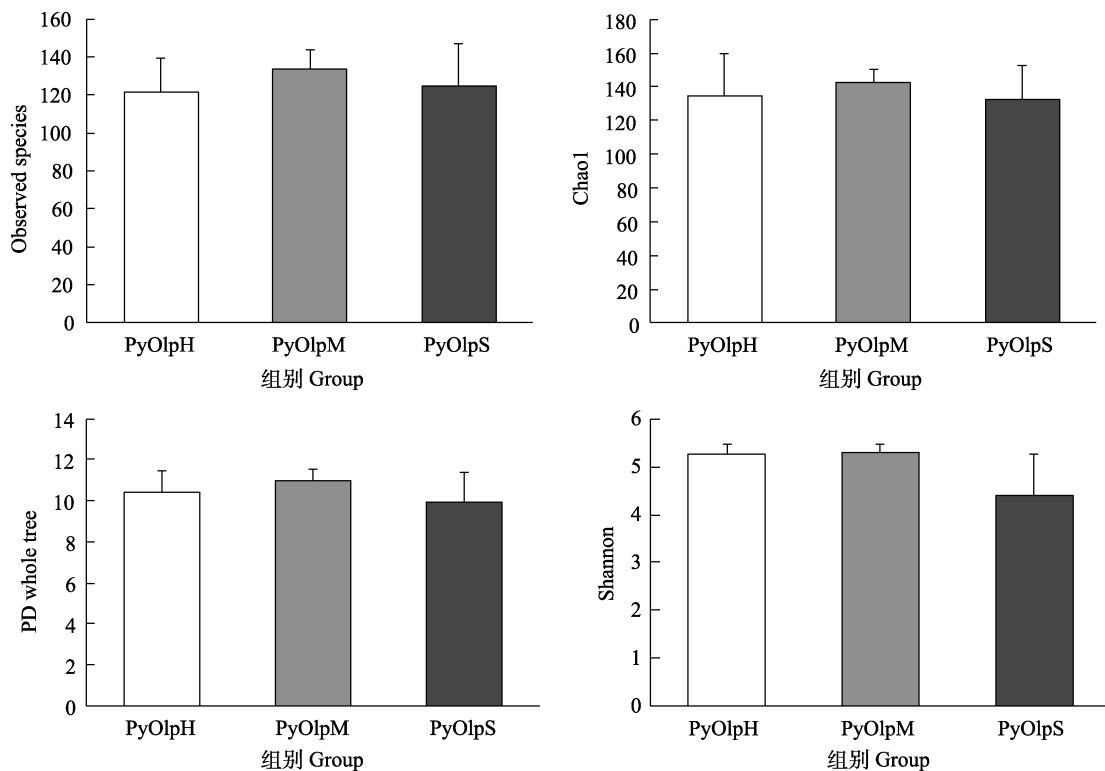 Observed species
160
140
120
100
80
60
40
20
0
PyOlpH PyOlpM PyOlpS
组别 Group
Chao1
180
160
140
120
100
80
60
40
20
0
PyOlpH PyOlpM PyOlpS
组别 Group
PD whole tree
14
12
10
8
6
4
2
0
PyOlpH PyOlpM PyOlpS
组别 Group
Shannon
6
5
4
3
2
1
0
PyOlpH PyOlpM PyOlpS
组别 Group